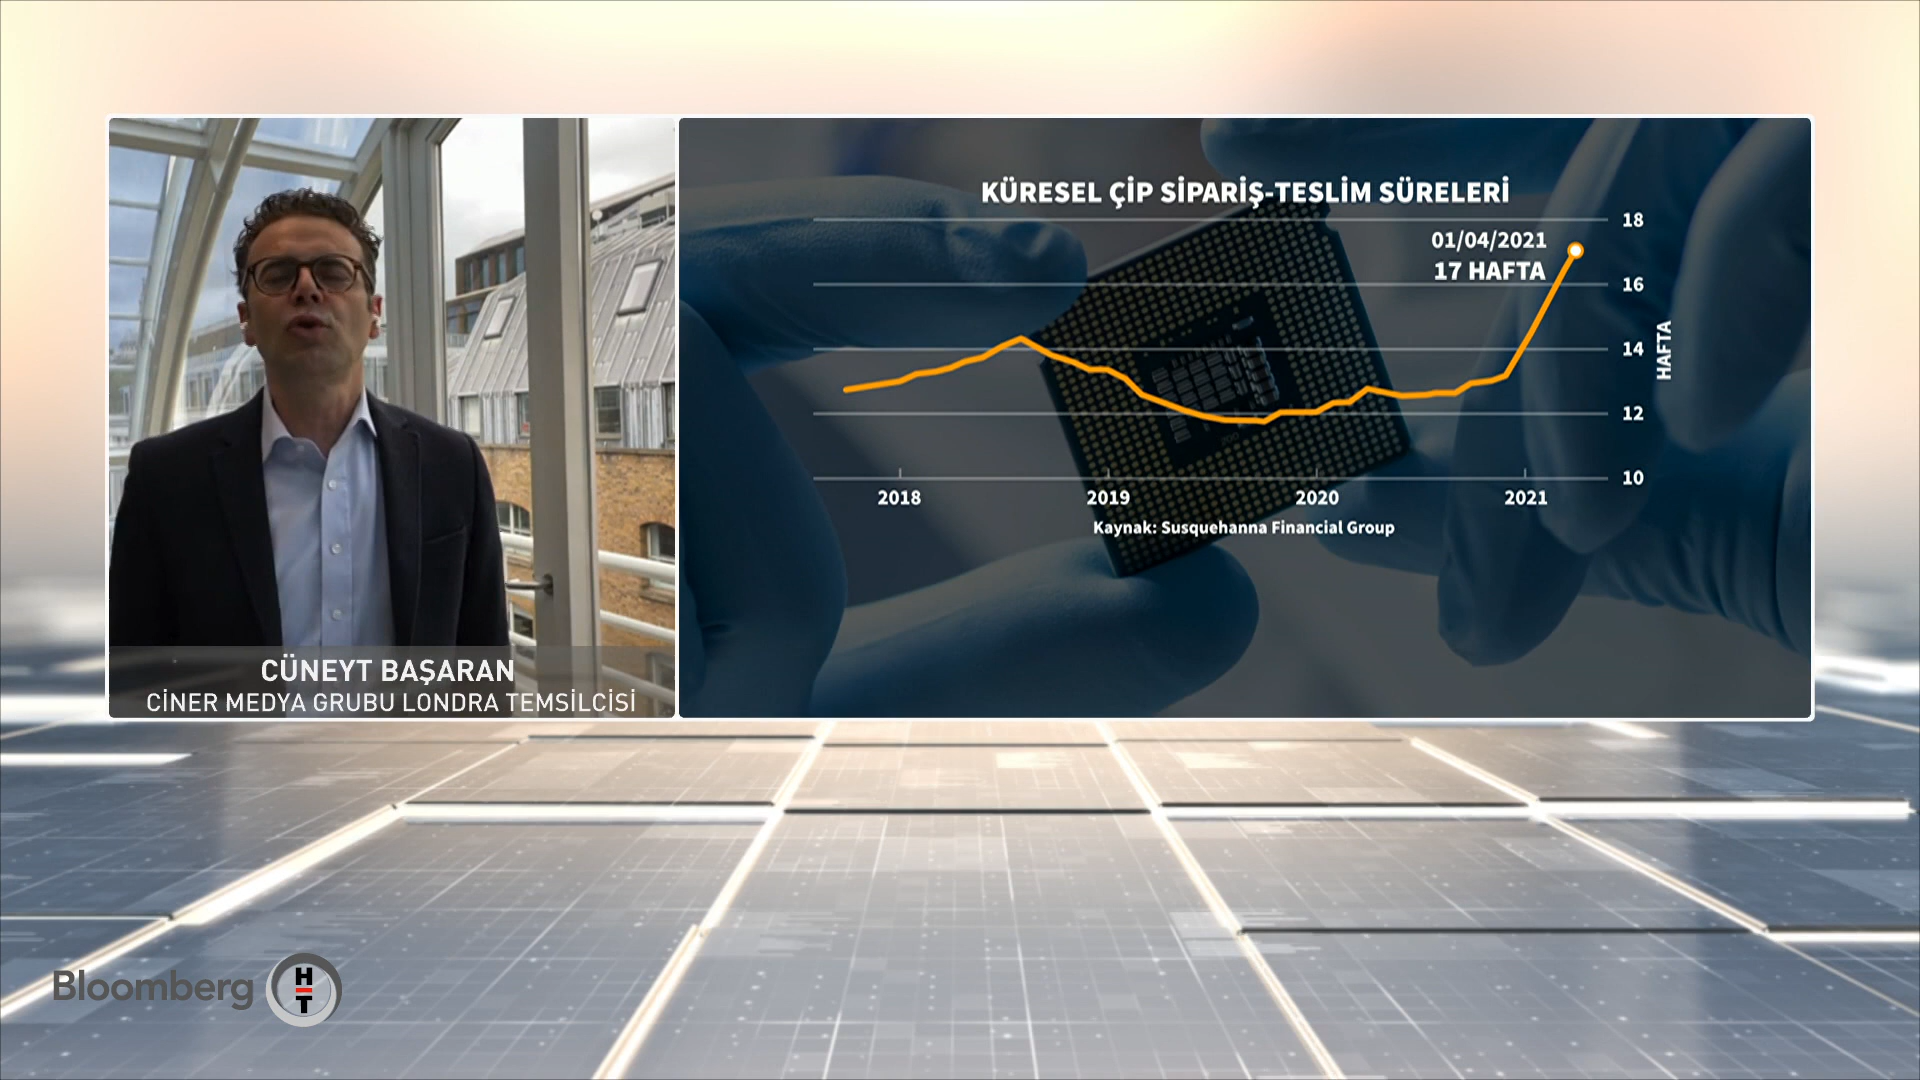 KÜRESEL ÇİP SİPARİŞ-TESLİM SÜRELERİ
18
01/04/2021
17 HAFTA
16
14
HAFTA
12
10
2018 2019 2020 2021
Kaynak: Susquehanna Financial Group
CÜNEYT BAŞARAN
CİNER MEDYA GRUBU LONDRA TEMSİLCİSİ
Bloomberg HT